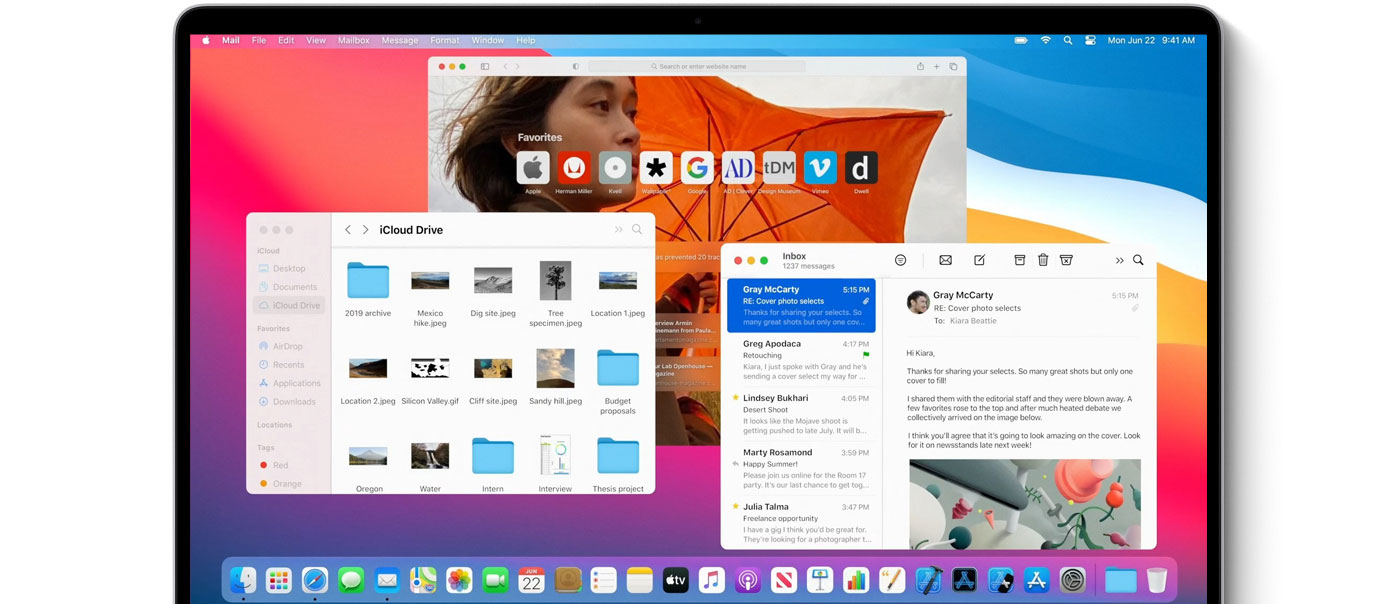 Mail File Edit View Mailbox Message Format Window Help
Mon Jun 22 9:41 AM
Search or enter website name
Favorites
AD
tDM
d
Apple
Herman Miller
Kvell
Google
Design Museum
Vimeo
Dwell
as prevented 20
iCloud
Desktop
Documents
iCloud Drive
Favorites
AirDrop
Recents
Applications
Downloads
Locations
Tags
Red
Orange
iCloud Drive
2019 archive
Mexico
hike.jpeg
Dig site.jpeg
Tree
specimen.jpeg
Location 1.jpeg
Location 2.jpeg
Silicon Valley.gif
Cliff site.jpeg
Sandy hill.jpeg
Budget
proposals
Oregon
Water
Intern
Interview
Thesis project
Inbox
1237 messages
Gray McCarty 5:15 PM
RE: Cover photo selects
Thanks for sharing your selects. So
many great shots but only one cov...
Greg Apodaca 4:17 PM
Retouching
Kiara, I just spoke with Gray and he's
sending a cover select my way for ...
Lindsey Bukhari 4:05 PM
Desert Shoot
It looks like the Mojave shoot is
getting pushed to late July. It will b...
Marty Rosamond 3:59 PM
Happy Summer!
Please join us online for the Room 17
party. It's our last chance to get tog...
Julia Talma 3:47 PM
Freelance opportunity
I have a gig I think you'd be great for.
They're looking for a photographer t...
Gray McCarty 5:15 PM
RE: Cover photo selects
To: Kiara Beattie
Hi Kiara,
Thanks for sharing your selects. So many great shots but only one
cover to fill!
I shared them with the editorial staff and they were blown away. A
few favorites rose to the top and after much heated debate we
collectively arrived on the image below.
I think you'll agree that it's going to look amazing on the cover. Look
for it on newsstands late next week!
JUN
22
tv